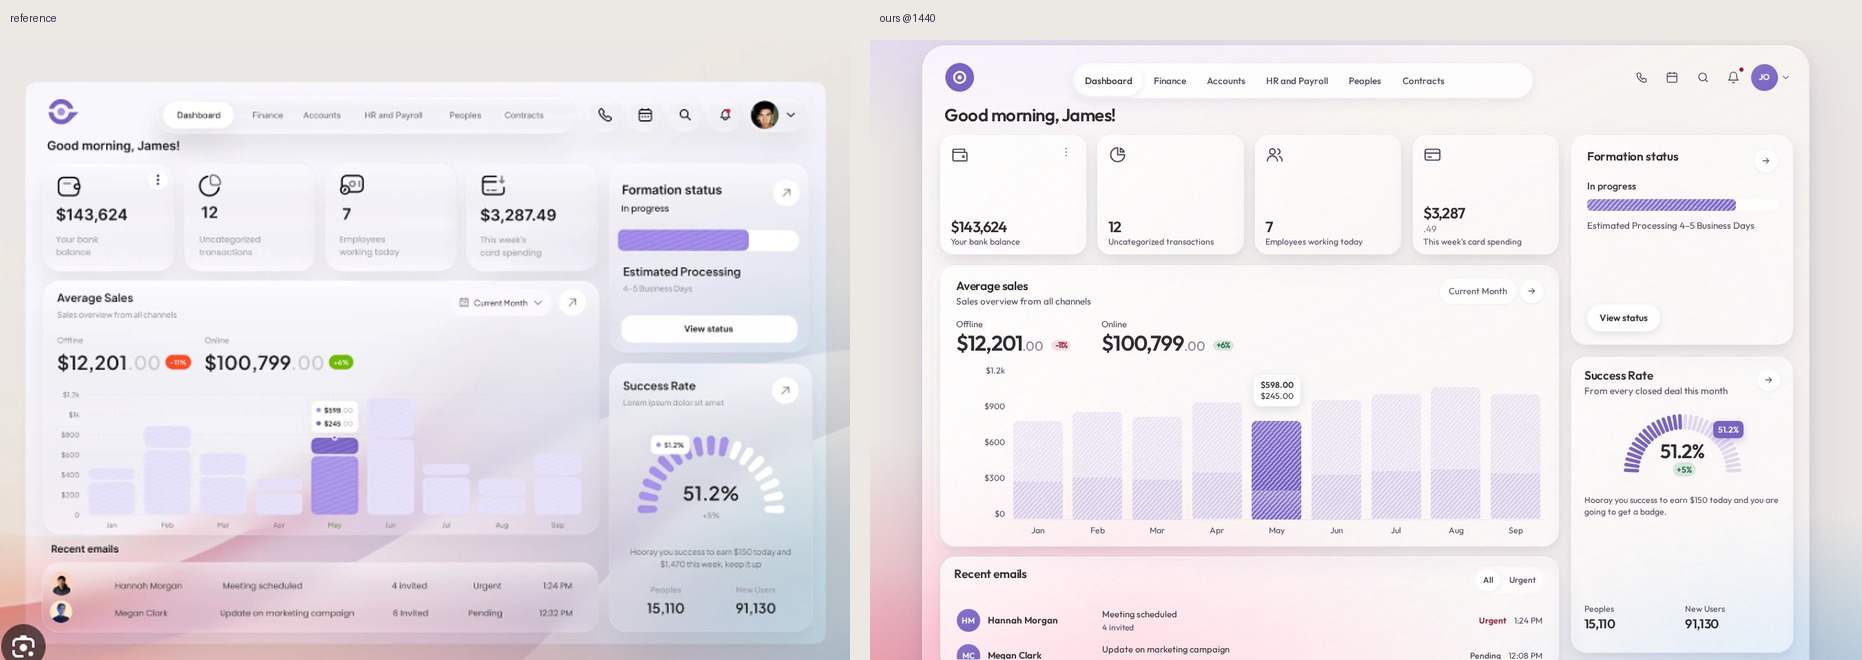 reference
Dashboard Finance Accounts HR and Payroll Peoples Contracts
Good morning, James!
$143,624
Your bank
balance
12
Uncategorized
transactions
7
Employees
working today
$3,287.49
This week's
card spending
Formation status
In progress
Estimated Processing
4–5 Business Days
View status
Average Sales
Sales overview from all channels
Current Month
Offline
$12,201.00 -11%
Online
$100,799.00 +6%
$1.2k
$1k
$800
$600
$400
$200
0
$598.00
$245.00
Jan Feb Mar Apr May Jun Jul Aug Sep
Success Rate
Lorem ipsum dolor sit amet
$1.2%
51.2%
+5%
Hooray you success to earn $150 today and
$1,470 this week, keep it up
Peoples
15,110
New Users
91,130
Recent emails
Hannah Morgan Meeting scheduled 4 invited Urgent 1:24 PM
Megan Clark Update on marketing campaign 6 Invited Pending 12:32 PM
ours @1440
Dashboard Finance Accounts HR and Payroll Peoples Contracts
JO
Good morning, James!
$143,624
Your bank balance
12
Uncategorized transactions
7
Employees working today
$3,287
.49
This week's card spending
Formation status
In progress
Estimated Processing 4–5 Business Days
View status
Average sales
Sales overview from all channels
Current Month
Offline
$12,201.00 -11%
Online
$100,799.00 +6%
$1.2k
$900
$600
$300
$0
$598.00
$245.00
Jan Feb Mar Apr May Jun Jul Aug Sep
Success Rate
From every closed deal this month
51.2%
51.2%
+5%
Hooray you success to earn $150 today and you are
going to get a badge.
Peoples
15,110
New Users
91,130
Recent emails
All Urgent
HM Hannah Morgan Meeting scheduled Urgent 1:24 PM
4 invited
MC Megan Clark Update on marketing campaign Pending 12:08 PM